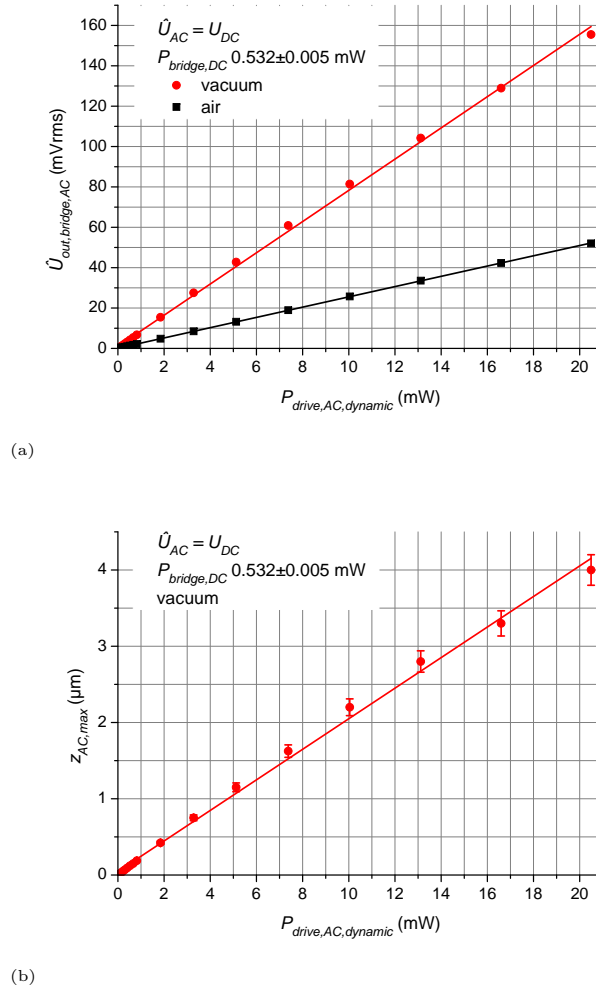 160
140
120
100
80
60
40
20
0
Û_out,bridge,AC (mVrms)
Û_AC = U_DC
P_bridge,DC 0.532±0.005 mW
vacuum
air
0 2 4 6 8 10 12 14 16 18 20
P_drive,AC,dynamic (mW)
(a)
4
3
2
1
0
z_AC,max (µm)
Û_AC = U_DC
P_bridge,DC 0.532±0.005 mW
vacuum
0 2 4 6 8 10 12 14 16 18 20
P_drive,AC,dynamic (mW)
(b)